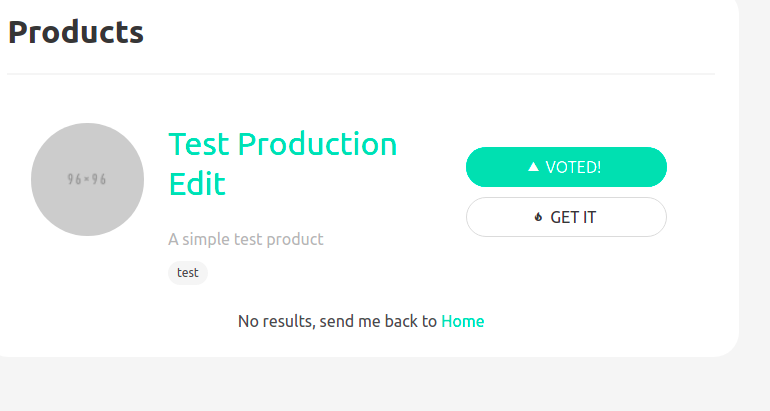 Products
96×96
Test Production
Edit
VOTED!
GET IT
A simple test product
test
No results, send me back to Home